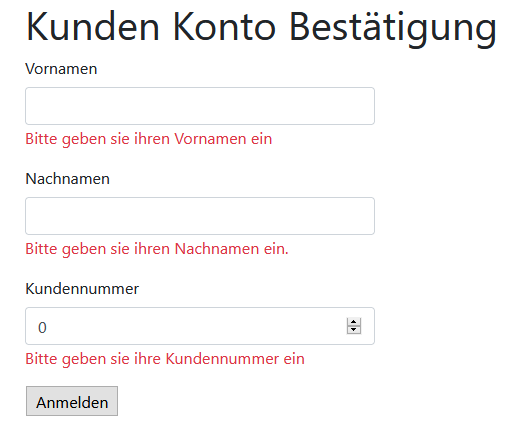 Kunden Konto Bestätigung
Vornamen
Bitte geben sie ihren Vornamen ein
Nachnamen
Bitte geben sie ihren Nachnamen ein.
Kundennummer
0
Bitte geben sie ihre Kundennummer ein
Anmelden